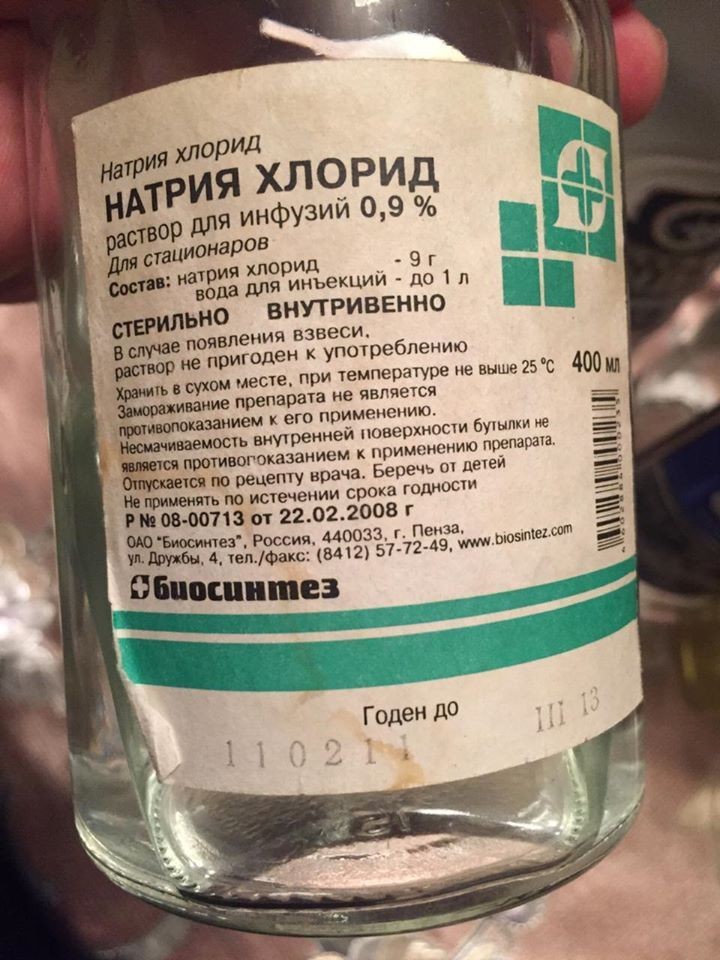 Натрия хлорид
НАТРИЯ ХЛОРИД
раствор для инфузий 0,9 %
Для стационаров
Состав: натрия хлорид - 9 г
вода для инъекций - до 1 л
СТЕРИЛЬНО ВНУТРИВЕННО
В случае появления взвеси,
раствор не пригоден к употреблению
400 мл
Хранить в сухом месте, при температуре не выше 25 °С
Замораживание препарата не является
противопоказанием к его применению.
Несмачиваемость внутренней поверхности бутылки не
является противопоказанием к применению препарата.
Отпускается по рецепту врача. Беречь от детей
Не применять по истечении срока годности
Р № 08-00713 от 22.02.2008 г
ОАО "Биосинтез", Россия, 440033, г. Пенза,
ул. Дружбы, 4, тел./факс: (8412) 57-72-49, www.biosintez.com
биосинтез
Годен до III 13
110211